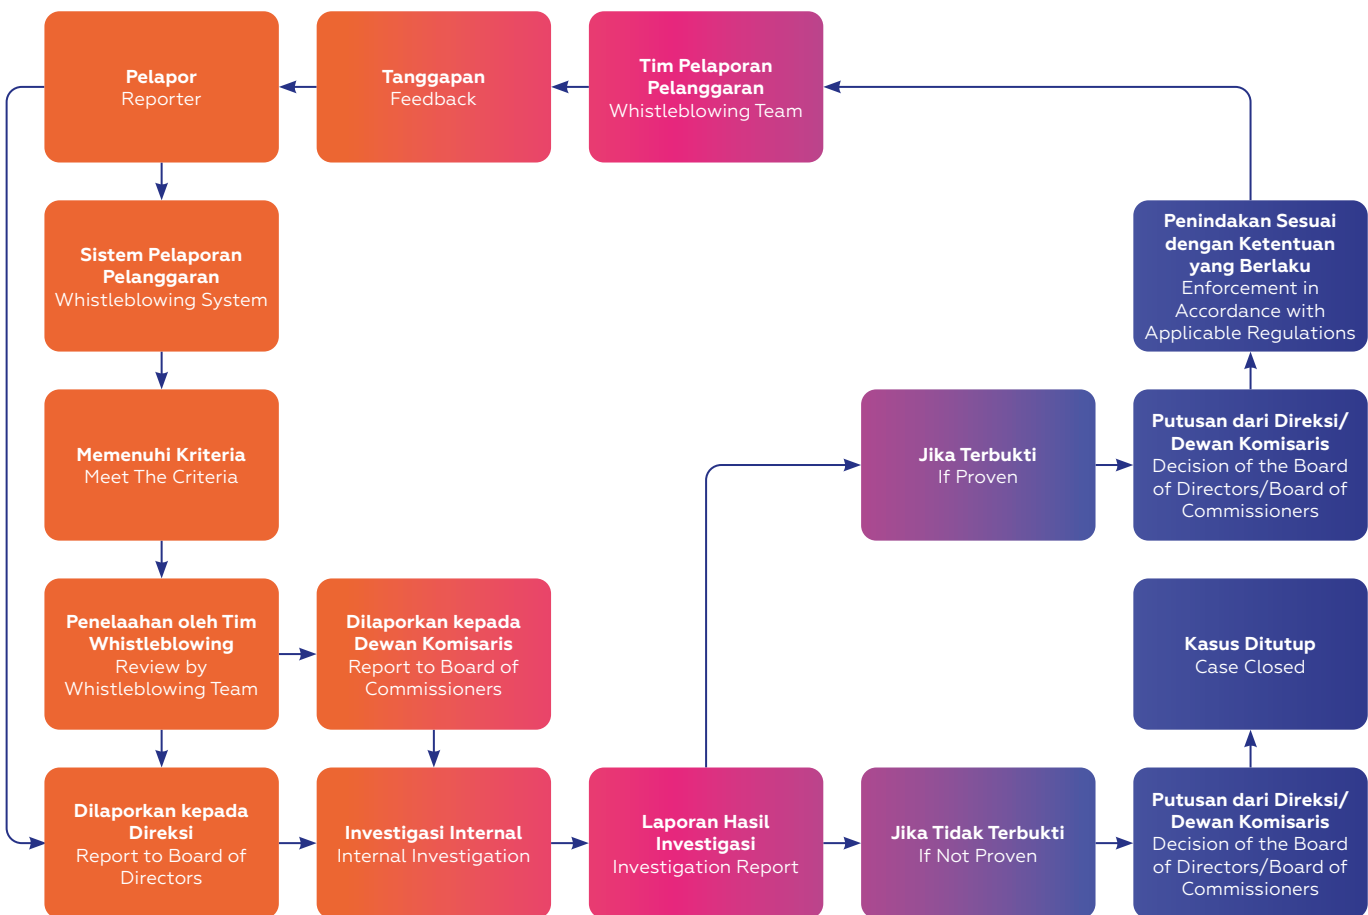 Pelapor
Reporter
Tanggapan
Feedback
Tim Pelaporan
Pelanggaran
Whistleblowing Team
Sistem Pelaporan
Pelanggaran
Whistleblowing System
Penindakan Sesuai
dengan Ketentuan
yang Berlaku
Enforcement in
Accordance with
Applicable Regulations
Memenuhi Kriteria
Meet The Criteria
Jika Terbukti
If Proven
Putusan dari Direksi/
Dewan Komisaris
Decision of the Board
of Directors/Board of
Commissioners
Penelaahan oleh Tim
Whistleblowing
Review by
Whistleblowing Team
Dilaporkan kepada
Dewan Komisaris
Report to Board of
Commissioners
Kasus Ditutup
Case Closed
Dilaporkan kepada
Direksi
Report to Board of
Directors
Investigasi Internal
Internal Investigation
Laporan Hasil
Investigasi
Investigation Report
Jika Tidak Terbukti
If Not Proven
Putusan dari Direksi/
Dewan Komisaris
Decision of the Board
of Directors/Board of
Commissioners